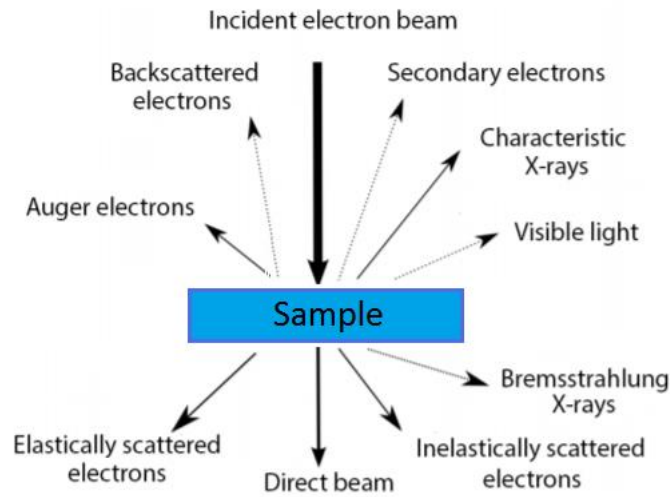 Incident electron beam
Backscattered
electrons
Secondary electrons
Characteristic
X-rays
Auger electrons
Visible light
Sample
Bremsstrahlung
X-rays
Elastically scattered
electrons
Direct beam
Inelastically scattered
electrons